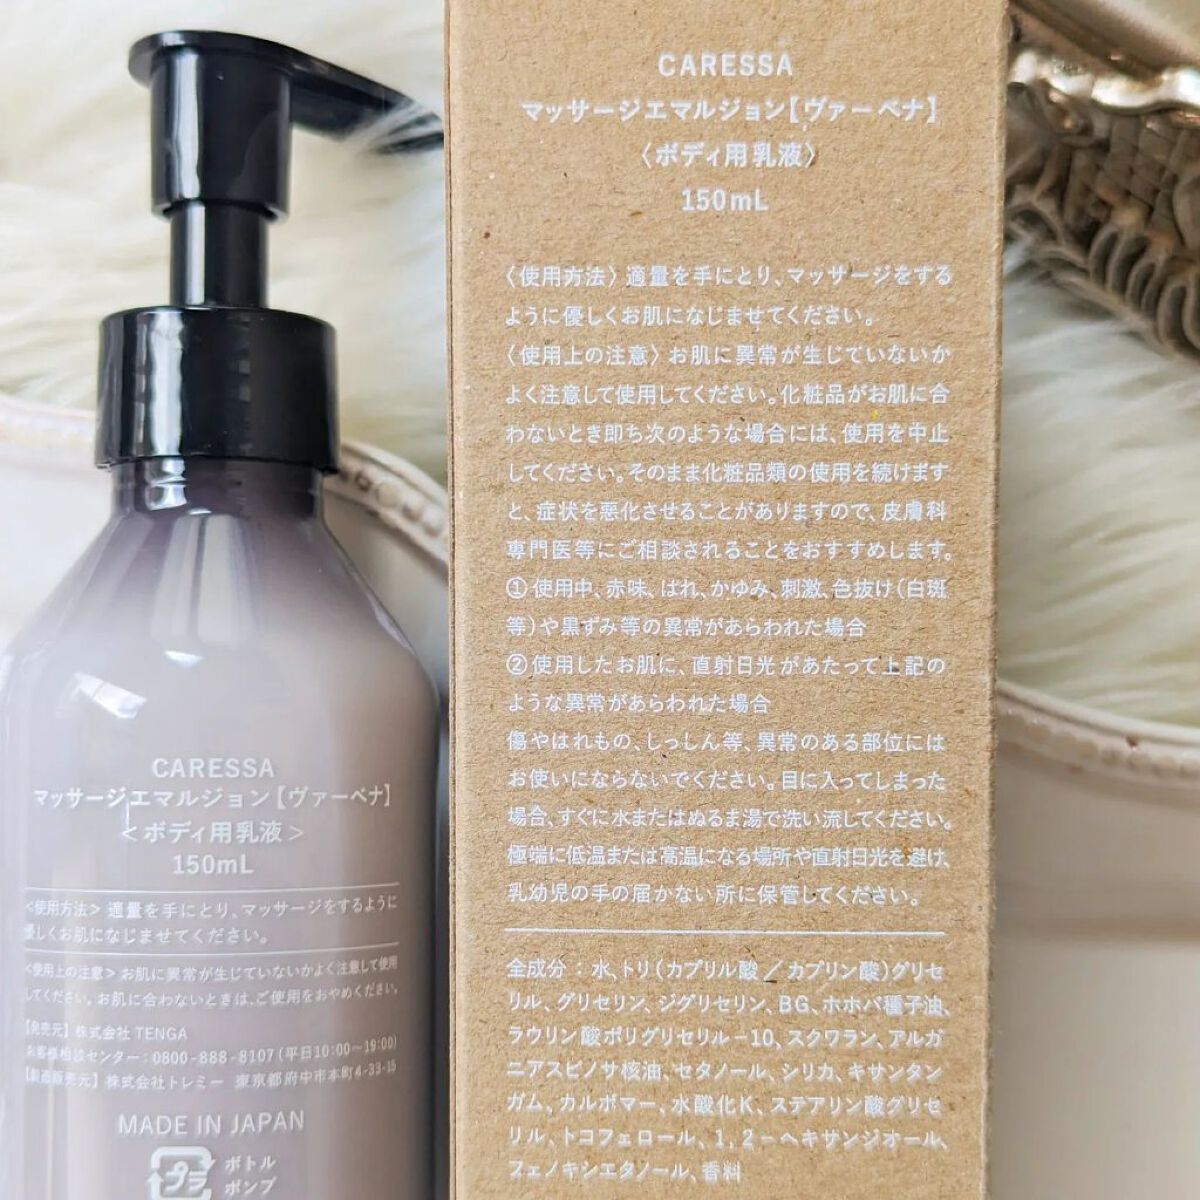 CARESSA
マッサージエマルジョン【ヴァーベナ】
〈ボディ用乳液〉
150mL
〈使用方法〉適量を手にとり、マッサージをする
ように優しくお肌になじませてください。
〈使用上の注意〉お肌に異常が生じていないか
よく注意して使用してください。化粧品がお肌に合
わないとき即ち次のような場合には、使用を中止
してください。そのまま化粧品類の使用を続けます
と、症状を悪化させることがありますので、皮膚科
専門医等にご相談されることをおすすめします。
①使用中、赤味、はれ、かゆみ、刺激、色抜け(白斑
等)や黒ずみ等の異常があらわれた場合
②使用したお肌に、直射日光があたって上記の
ような異常があらわれた場合
傷やはれもの、しっしん等、異常のある部位には
お使いにならないでください。目に入ってしまった
場合、すぐに水またはぬるま湯で洗い流してください。
極端に低温または高温になる場所や直射日光を避け、
乳幼児の手の届かない所に保管してください。
全成分：水、トリ(カプリル酸／カプリン酸)グリセ
リル、グリセリン、ジグリセリン、BG、ホホバ種子油、
ラウリン酸ポリグリセリル-10、スクワラン、アルガ
ニアスピノサ核油、セタノール、シリカ、キサンタン
ガム、カルボマー、水酸化K、ステアリン酸グリセ
リル、トコフェロール、1,2-ヘキサンジオール、
フェノキシエタノール、香料
CARESSA
マッサージエマルジョン【ヴァーベナ】
＜ボディ用乳液＞
150mL
＜使用方法＞適量を手にとり、マッサージをするように
優しくお肌になじませてください。
＜使用上の注意＞お肌に異常が生じていないかよく注意して使用
してください。お肌に合わないときは、ご使用をおやめください。
【発売元】株式会社 TENGA
お客様相談センター：0800-888-8107(平日10:00〜19:00)
【製造販売元】株式会社トレミー 東京都府中市本町4-33-15
MADE IN JAPAN
プラ
ボトル
ポンプ